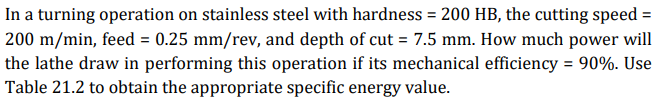 In a turning operation on stainless steel with hardness = 200 HB, the cutting speed =
200 m/min, feed = 0.25 mm/rev, and depth of cut = 7.5 mm. How much power will
the lathe draw in performing this operation if its mechanical efficiency = 90%. Use
Table 21.2 to obtain the appropriate specific energy value.